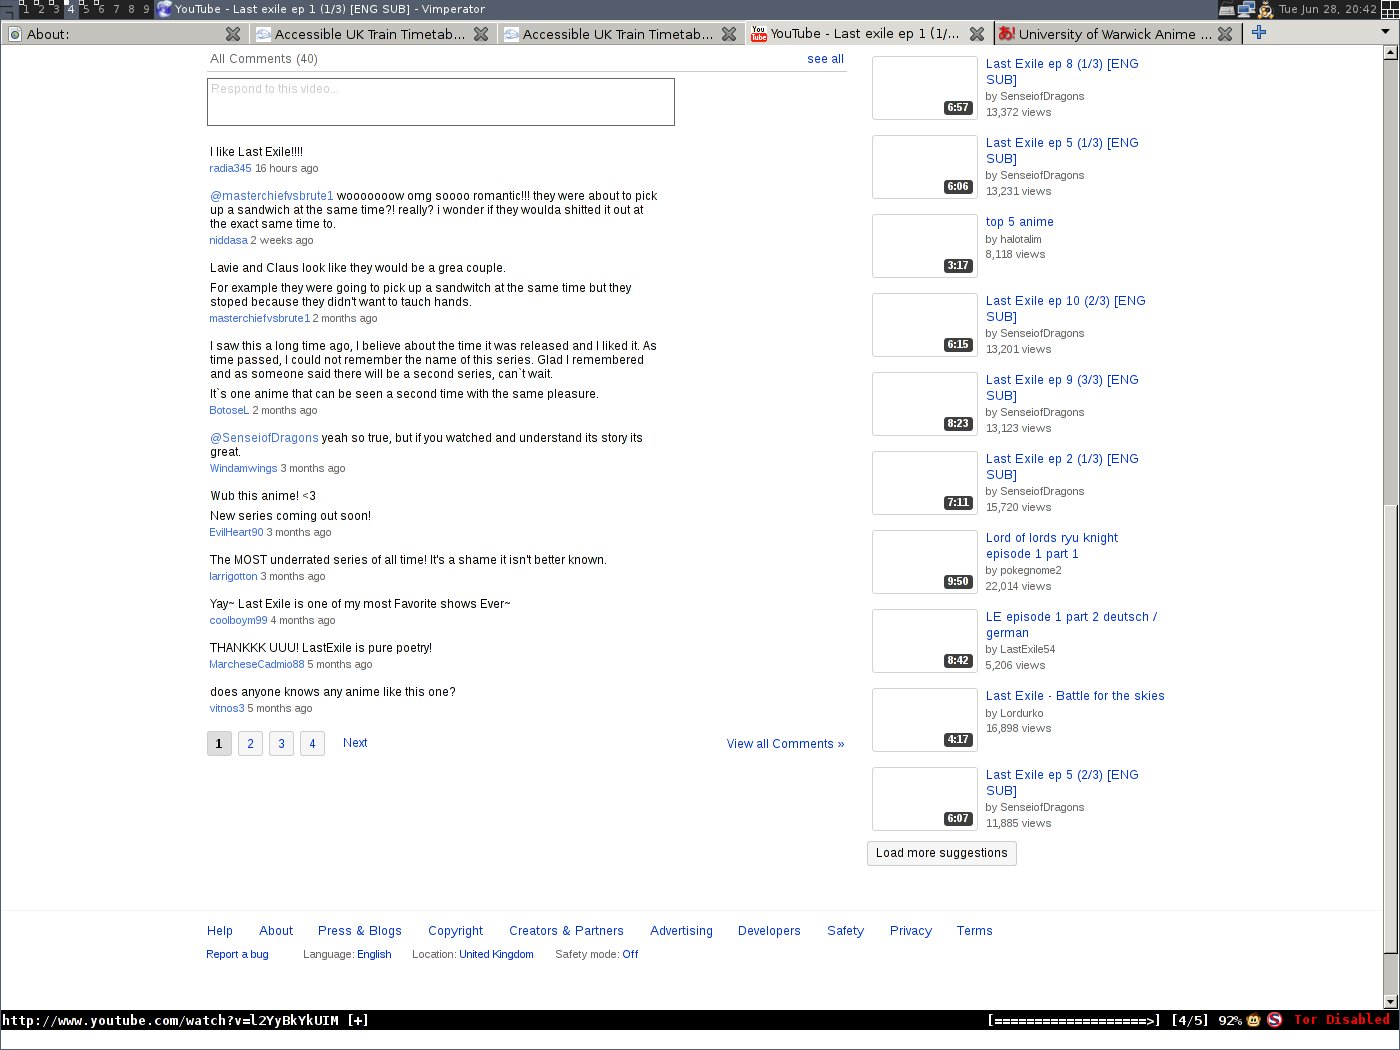 1 2 3 4 5 6 7 8 9 YouTube - Last exile ep 1 (1/3) [ENG SUB] - Vimperator Tue Jun 28, 20:42
About: Accessible UK Train Timetab... Accessible UK Train Timetab... YouTube - Last exile ep 1 (1/... University of Warwick Anime ...
All Comments (40) see all
Respond to this video...
I like Last Exile!!!!
radia345 16 hours ago
@masterchiefvsbrute1 wooooooow omg soooo romantic!!! they were about to pick
up a sandwich at the same time?! really? i wonder if they woulda shitted it out at
the exact same time to.
niddasa 2 weeks ago
Lavie and Claus look like they would be a grea couple.
For example they were going to pick up a sandwitch at the same time but they
stoped because they didn't want to tauch hands.
masterchiefvsbrute1 2 months ago
I saw this a long time ago, I believe about the time it was released and I liked it. As
time passed, I could not remember the name of this series. Glad I remembered
and as someone said there will be a second series, can`t wait.
It`s one anime that can be seen a second time with the same pleasure.
BotoseL 2 months ago
@SenseiofDragons yeah so true, but if you watched and understand its story its
great.
Windamwings 3 months ago
Wub this anime! <3
New series coming out soon!
EvilHeart90 3 months ago
The MOST underrated series of all time! It's a shame it isn't better known.
larrigotton 3 months ago
Yay~ Last Exile is one of my most Favorite shows Ever~
coolboym99 4 months ago
THANKKK UUU! LastExile is pure poetry!
MarcheseCadmio88 5 months ago
does anyone knows any anime like this one?
vitnos3 5 months ago
1 2 3 4 Next View all Comments »
Last Exile ep 8 (1/3) [ENG
SUB]
by SenseiofDragons
6:57
13,372 views
Last Exile ep 5 (1/3) [ENG
SUB]
by SenseiofDragons
6:06
13,231 views
top 5 anime
by halotalim
8,118 views
3:17
Last Exile ep 10 (2/3) [ENG
SUB]
by SenseiofDragons
6:15
13,201 views
Last Exile ep 9 (3/3) [ENG
SUB]
by SenseiofDragons
8:23
13,123 views
Last Exile ep 2 (1/3) [ENG
SUB]
by SenseiofDragons
7:11
15,720 views
Lord of lords ryu knight
episode 1 part 1
by pokegnome2
9:50
22,014 views
LE episode 1 part 2 deutsch /
german
by LastExile54
8:42
5,206 views
Last Exile - Battle for the skies
by Lordurko
16,898 views
4:17
Last Exile ep 5 (2/3) [ENG
SUB]
by SenseiofDragons
6:07
11,885 views
Load more suggestions
Help About Press & Blogs Copyright Creators & Partners Advertising Developers Safety Privacy Terms
Report a bug Language: English Location: United Kingdom Safety mode: Off
http://www.youtube.com/watch?v=l2YyBkYkUIM [+] [===================>] [4/5] 92% Tor Disabled